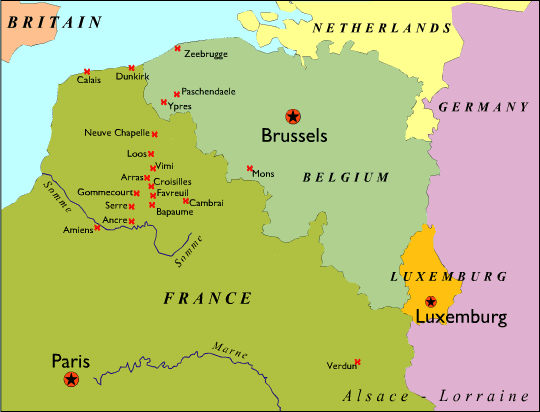 BRITAIN
NETHERLANDS
Zeebrugge
Dunkirk
Calais
Paschendaele
Ypres
GERMANY
Brussels
Neuve Chapelle
Loos
Vimi
Mons
BELGIUM
Arras
Croisilles
Somme
Gommecourt
Favreuil
Cambrai
Serre
Bapaume
Ancre
Amiens
Somme
LUXEMBURG
FRANCE
Luxemburg
Marne
Paris
Verdun
Alsace - Lorraine